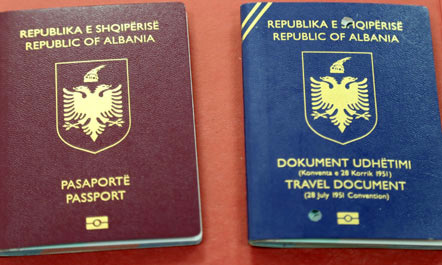 REPUBLIKA E SHQIPËRISË
REPUBLIC OF ALBANIA
PASAPORTË
PASSPORT
REPUBLIKA E SHQIPËRISË
REPUBLIC OF ALBANIA
DOKUMENT UDHËTIMI
(Konventa e 28 Korrik 1951)
TRAVEL DOCUMENT
(28 July 1951 Convention)